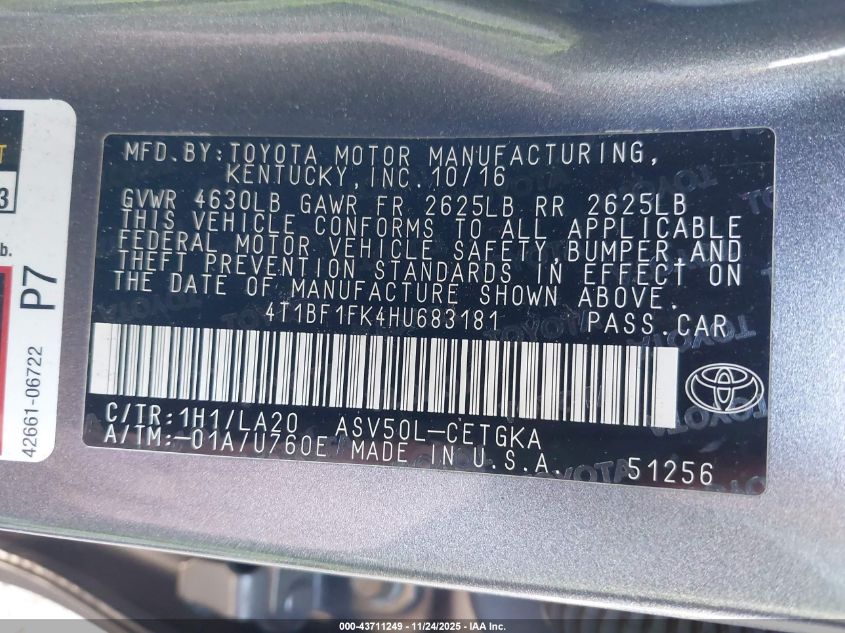 MFD.BY:TOYOTA MOTOR MANUFACTURING,
KENTUCKY,INC.10/16
GVWR 4630LB GAWR FR 2625LB RR 2625LB
THIS VEHICLE CONFORMS TO ALL APPLICABLE
FEDERAL MOTOR VEHICLE SAFETY,BUMPER,AND
THEFT PREVENTION STANDARDS IN EFFECT ON
THE DATE OF MANUFACTURE SHOWN ABOVE.
4T1BF1FK4HU683181 PASS.CAR
C/TR:1H1/LA20 ASV50L-CETGKA
A/TM:-01A/U760E MADE IN U.S.A.
51256
3
b.
P7
42661-06722
TOYOTA
000-43711249 - 11/24/2025 - IAA Inc.